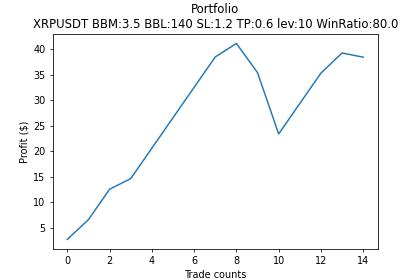 Portfolio
XRPUSDT BBM:3.5 BBL:140 SL:1.2 TP:0.6 lev:10 WinRatio:80.0
Profit ($)
40
35
30
25
20
15
10
5
0 2 4 6 8 10 12 14
Trade counts